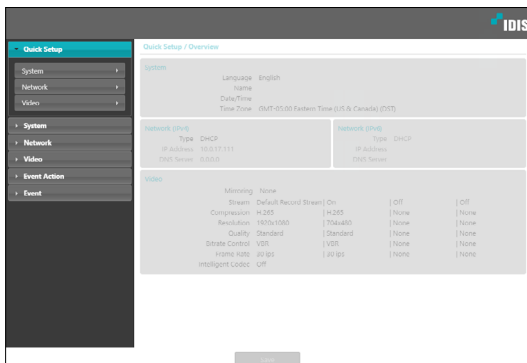 IDIS
Quick Setup
System
Network
Video
System
Network
Video
Event Action
Event
Quick Setup / Overview
System
Language English
Name
Date/Time
Time Zone GMT-05:00 Eastern Time (US & Canada) (DST)
Network (IPv4)
Type DHCP
IP Address 10.0.17.111
DNS Server 0.0.0.0
Network (IPv6)
Type DHCP
IP Address
DNS Server
Video
Mirroring None
Stream Default Record Stream | On | Off | Off
Compression H.265 | H.265 | None | None
Resolution 1920x1080 | 704x480 | None | None
Quality Standard | Standard | None | None
Bitrate Control VBR | VBR | None | None
Frame Rate 30 ips | 30 ips | None | None
Intelligent Codec Off
Save